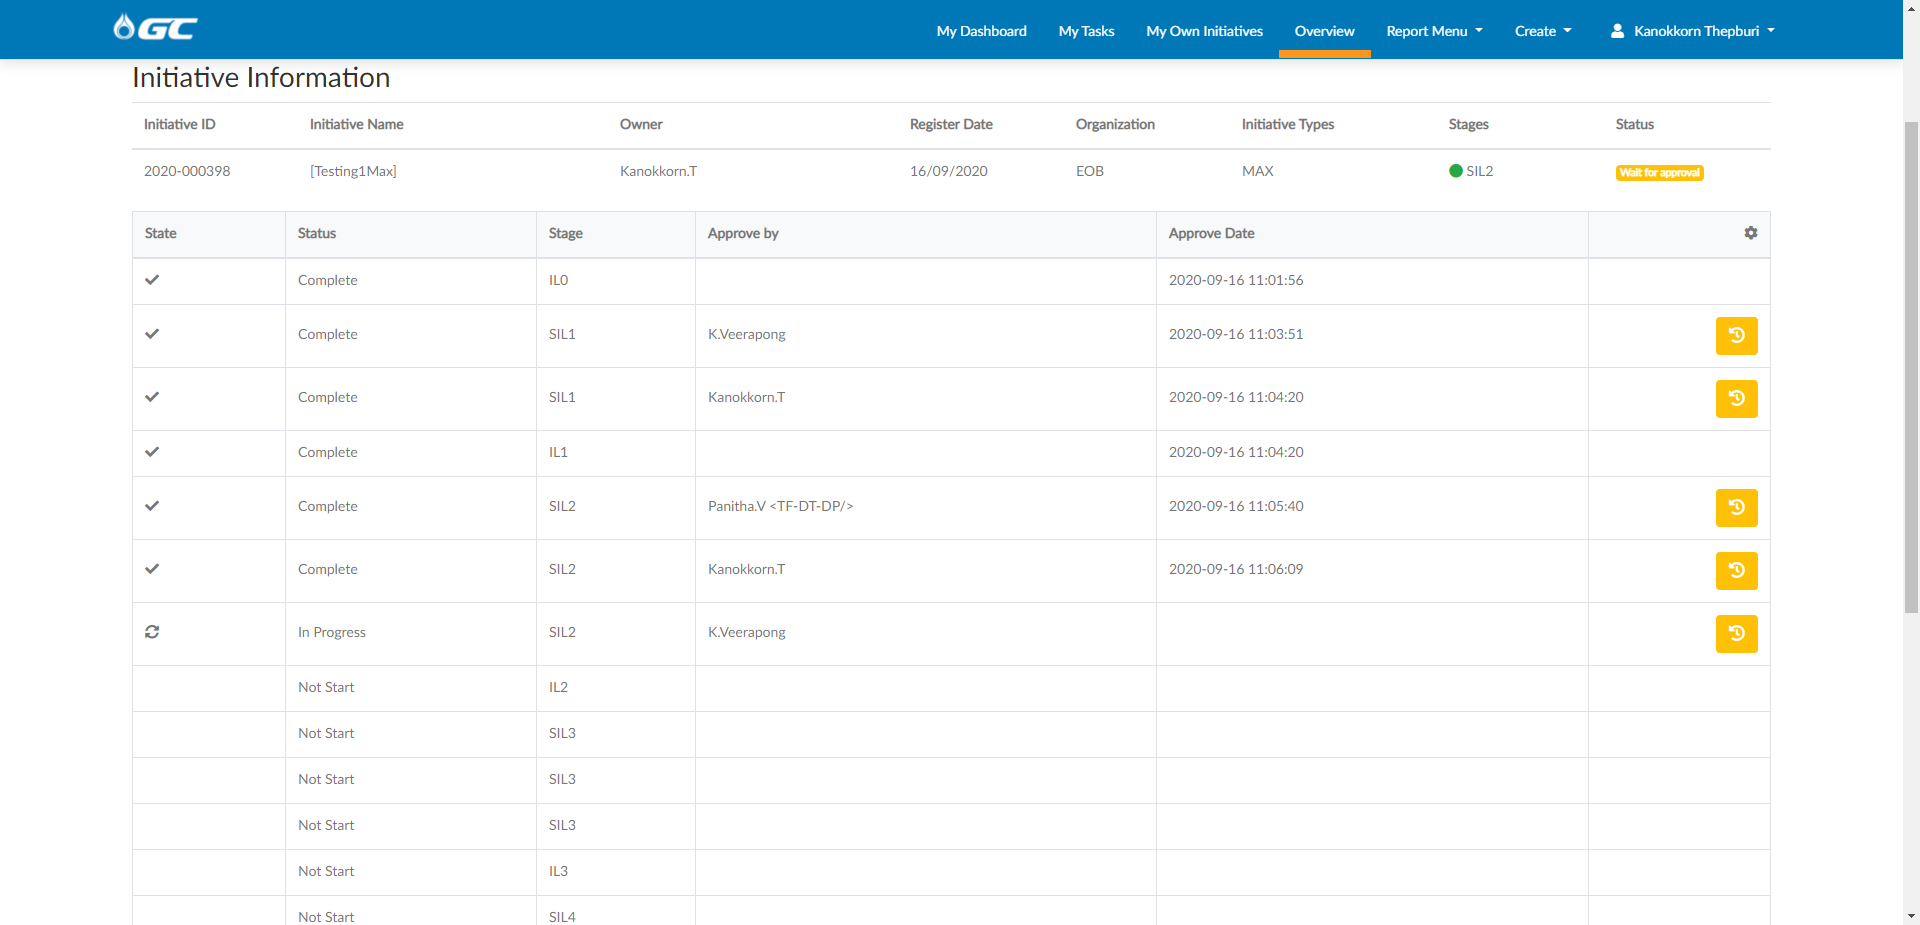 GC
My Dashboard My Tasks My Own Initiatives Overview Report Menu Create Kanokkorn Thepburi
Initiative Information
Initiative ID Initiative Name Owner Register Date Organization Initiative Types Stages Status
2020-000398 [Testing1Max] Kanokkorn.T 16/09/2020 EOB MAX SIL2 Wait for approval
State Status Stage Approve by Approve Date
Complete IL0 2020-09-16 11:01:56
Complete SIL1 K.Veerapong 2020-09-16 11:03:51
Complete SIL1 Kanokkorn.T 2020-09-16 11:04:20
Complete IL1 2020-09-16 11:04:20
Complete SIL2 Panitha.V <TF-DT-DP/> 2020-09-16 11:05:40
Complete SIL2 Kanokkorn.T 2020-09-16 11:06:09
In Progress SIL2 K.Veerapong
Not Start IL2
Not Start SIL3
Not Start SIL3
Not Start SIL3
Not Start IL3
Not Start SIL4